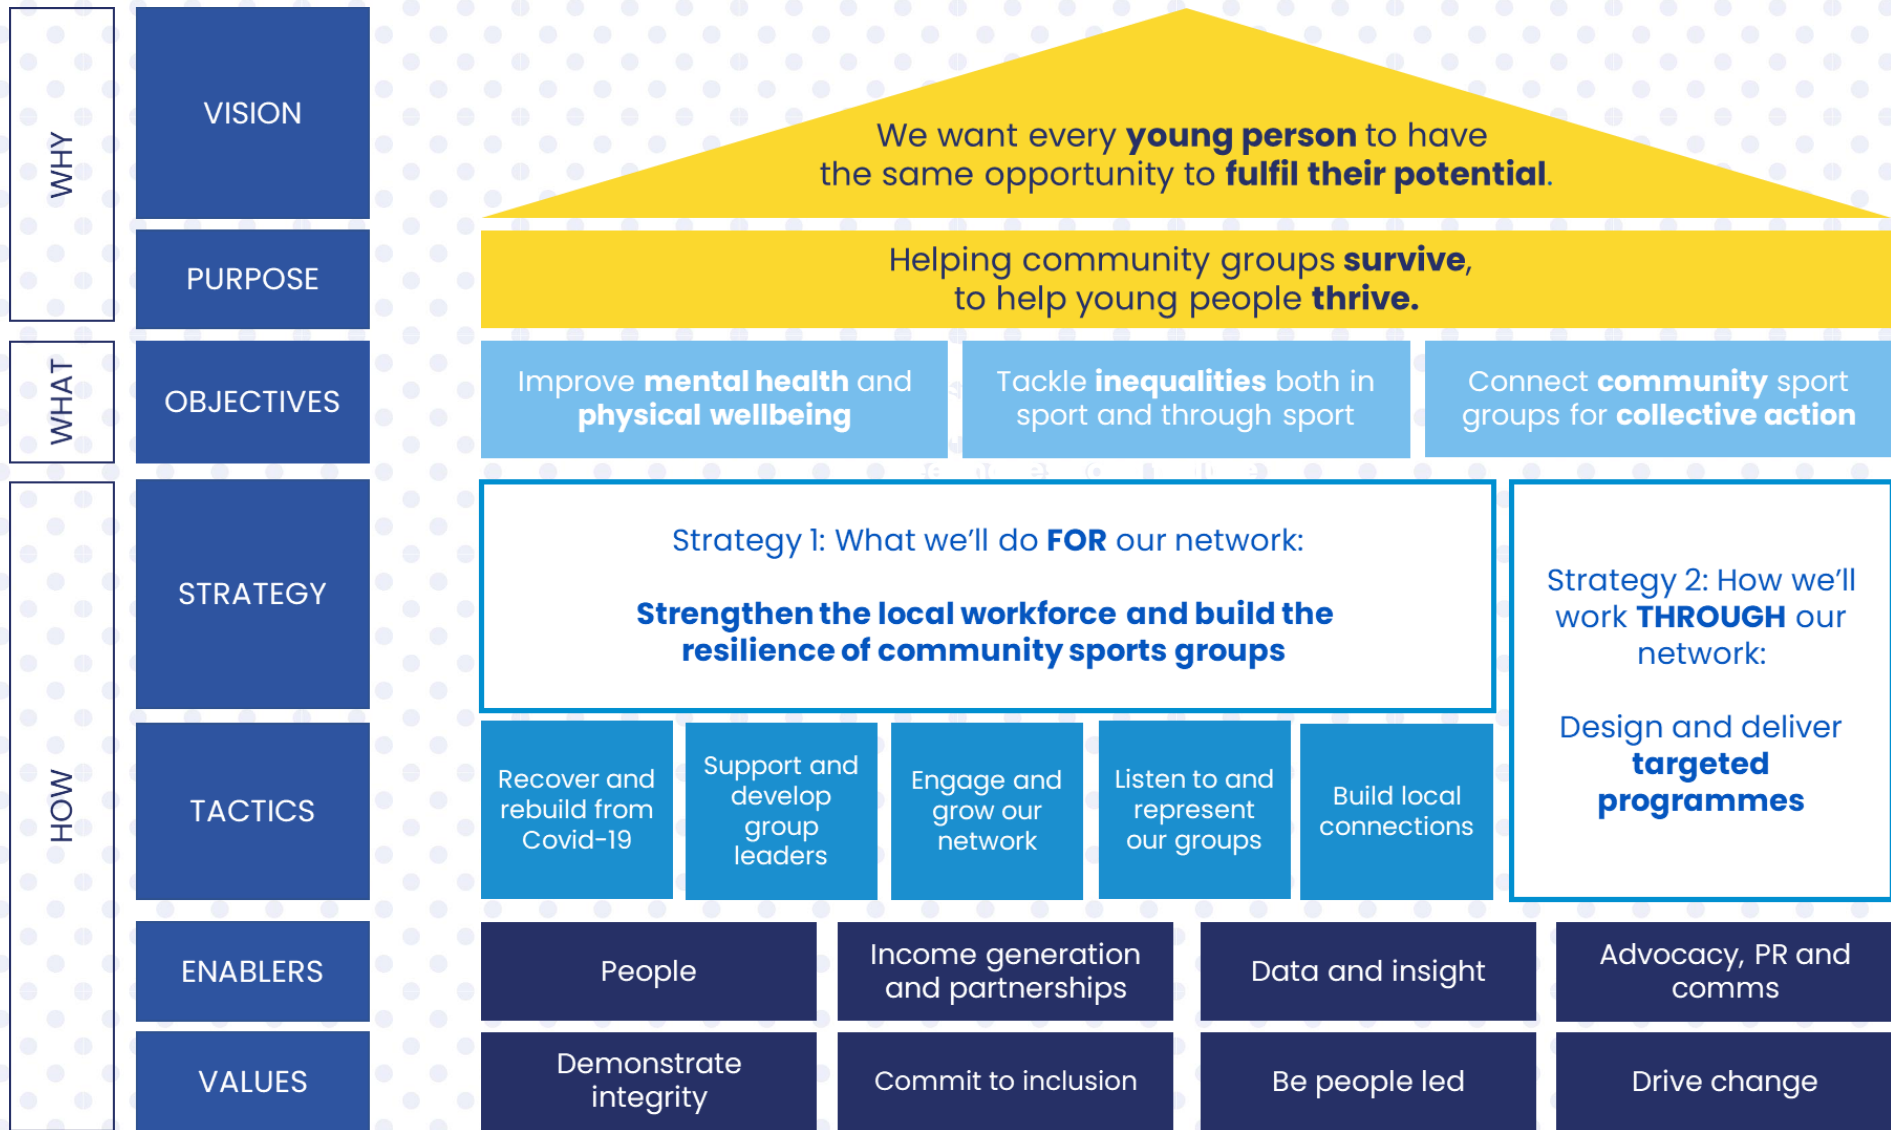 WHY
VISION
We want every young person to have
the same opportunity to fulfil their potential.
PURPOSE
Helping community groups survive,
to help young people thrive.
WHAT
OBJECTIVES
Improve mental health and
physical wellbeing
Tackle inequalities both in
sport and through sport
Connect community sport
groups for collective action
HOW
STRATEGY
Strategy 1: What we'll do FOR our network:
Strengthen the local workforce and build the
resilience of community sports groups
Strategy 2: How we'll
work THROUGH our
network:
Design and deliver
targeted
programmes
TACTICS
Recover and
rebuild from
Covid-19
Support and
develop
group
leaders
Engage and
grow our
network
Listen to and
represent
our groups
Build local
connections
ENABLERS
People
Income generation
and partnerships
Data and insight
Advocacy, PR and
comms
VALUES
Demonstrate
integrity
Commit to inclusion
Be people led
Drive change